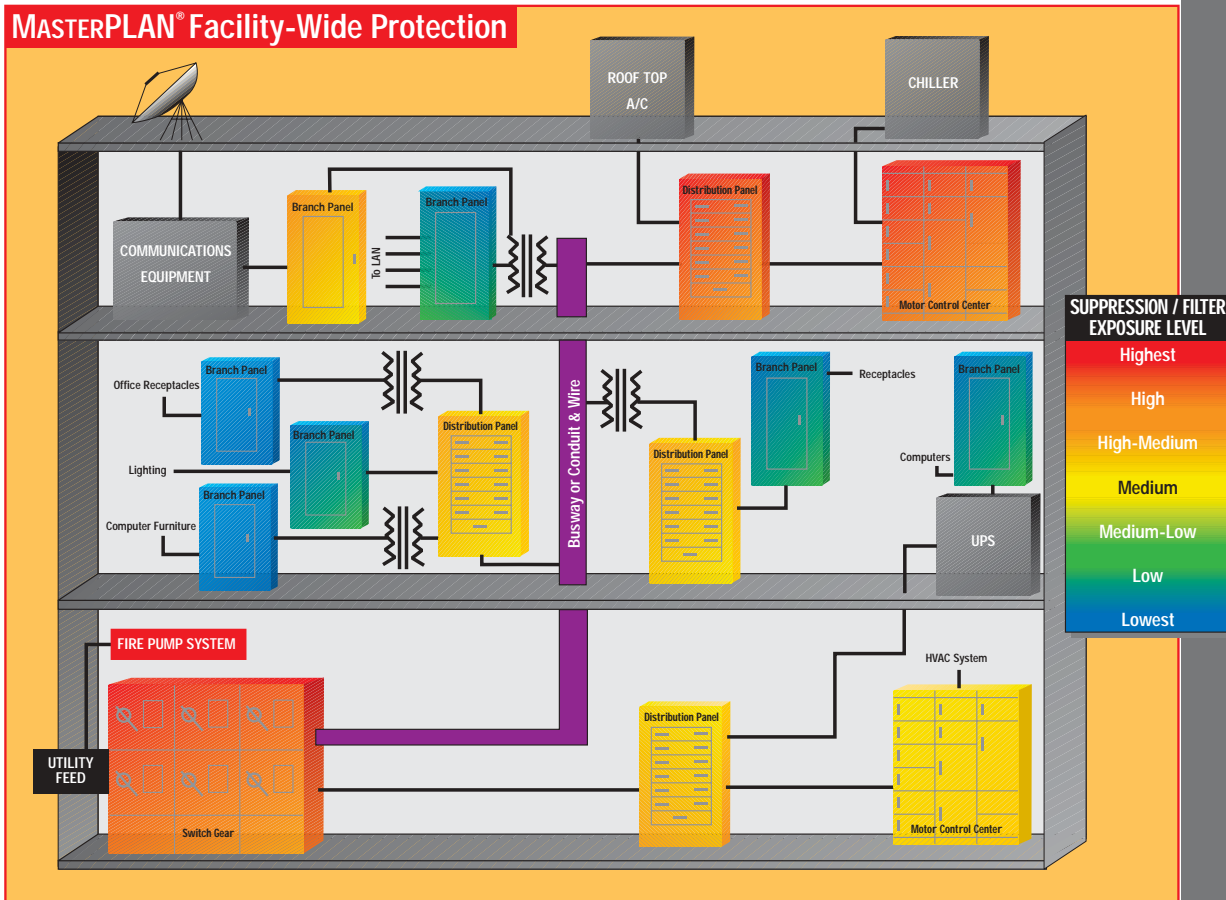 MASTERPLAN® Facility-Wide Protection
ROOF TOP
A/C
CHILLER
COMMUNICATIONS
EQUIPMENT
Branch Panel
To LAN
Branch Panel
Distribution Panel
Motor Control Center
SUPPRESSION / FILTER
EXPOSURE LEVEL
Highest
High
High-Medium
Medium
Medium-Low
Low
Lowest
Office Receptacles
Branch Panel
Lighting
Branch Panel
Computer Furniture
Branch Panel
Distribution Panel
Busway or Conduit & Wire
Distribution Panel
Branch Panel
Receptacles
Branch Panel
Computers
UPS
FIRE PUMP SYSTEM
UTILITY
FEED
Switch Gear
Distribution Panel
HVAC System
Motor Control Center